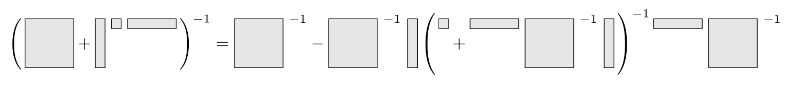 ( + )⁻¹ = ⁻¹ − ⁻¹ ( + ⁻¹ )⁻¹ ⁻¹